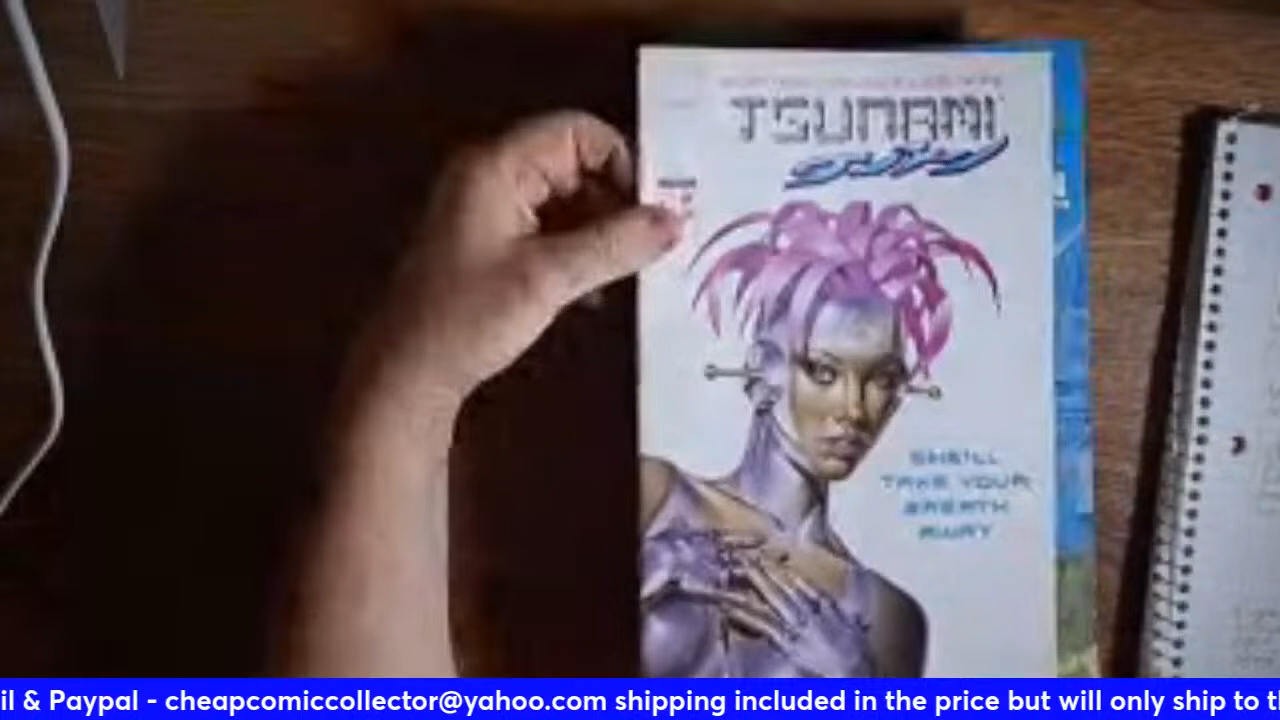 TSUNAMI
SHE'LL
TAKE YOUR
BREATH
AWAY
il & Paypal - cheapcomiccollector@yahoo.com shipping included in the price but will only ship to t